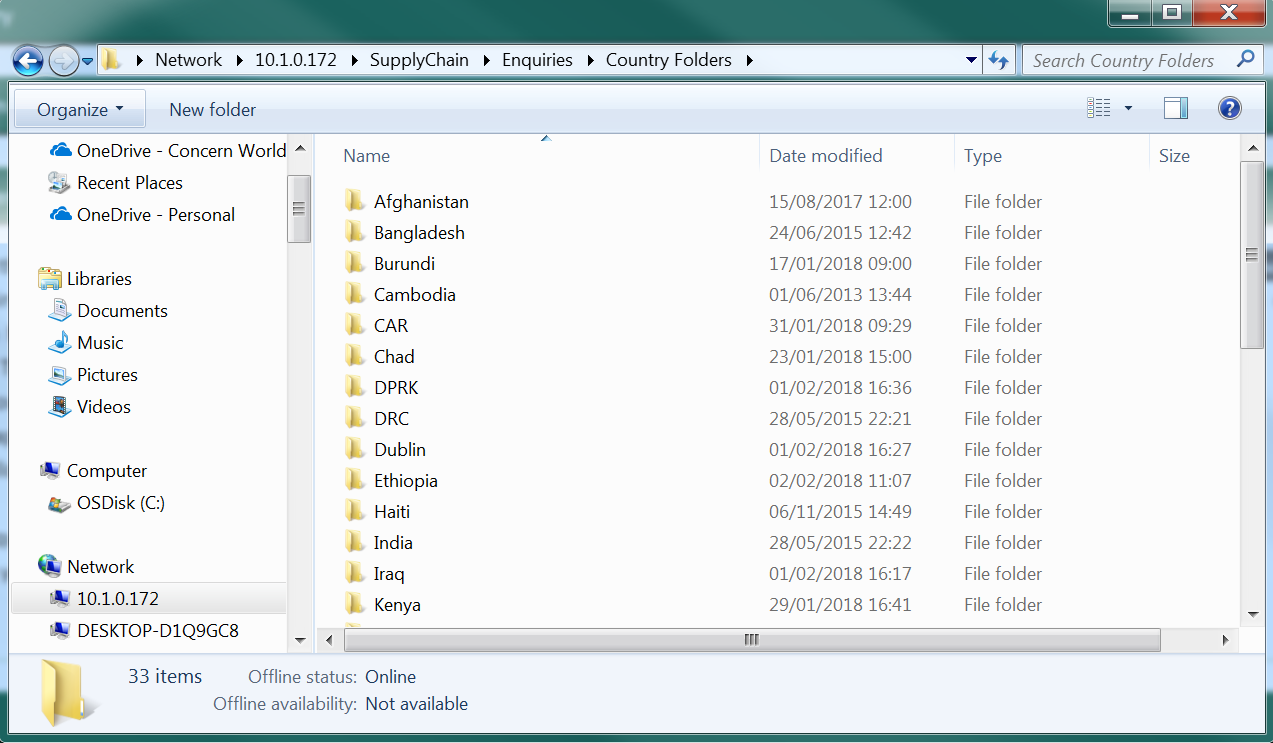 Network 10.1.0.172 SupplyChain Enquiries Country Folders
Search Country Folders
Organize New folder
OneDrive - Concern World
Recent Places
OneDrive - Personal
Libraries
Documents
Music
Pictures
Videos
Computer
OSDisk (C:)
Network
10.1.0.172
DESKTOP-D1Q9GC8
Name Date modified Type Size
Afghanistan 15/08/2017 12:00 File folder
Bangladesh 24/06/2015 12:42 File folder
Burundi 17/01/2018 09:00 File folder
Cambodia 01/06/2013 13:44 File folder
CAR 31/01/2018 09:29 File folder
Chad 23/01/2018 15:00 File folder
DPRK 01/02/2018 16:36 File folder
DRC 28/05/2015 22:21 File folder
Dublin 01/02/2018 16:27 File folder
Ethiopia 02/02/2018 11:07 File folder
Haiti 06/11/2015 14:49 File folder
India 28/05/2015 22:22 File folder
Iraq 01/02/2018 16:17 File folder
Kenya 29/01/2018 16:41 File folder
33 items Offline status: Online
Offline availability: Not available